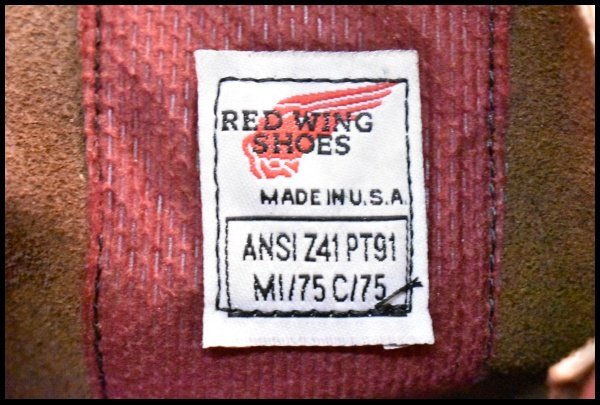 RED WING
SHOES
MADE IN U.S.A.
ANSI Z41 PT91
MI/75 C/75